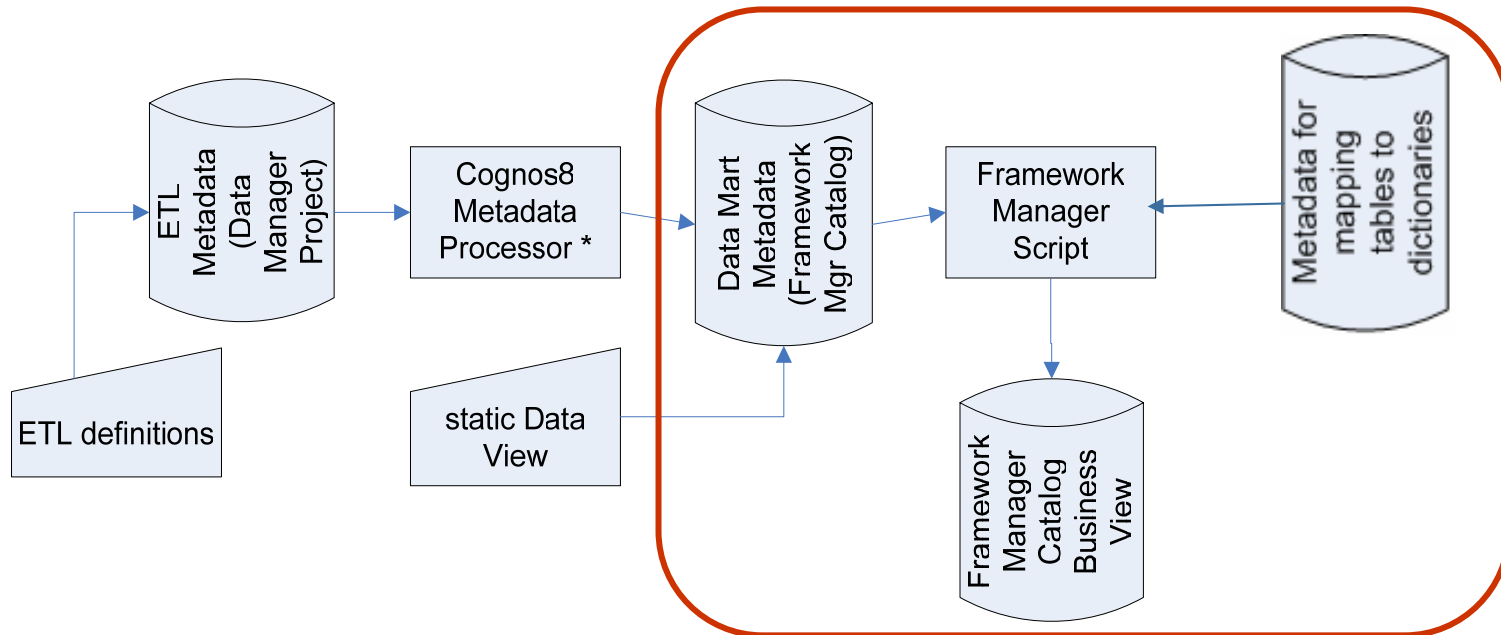 ETL
Metadata
(Data
Manager
Project)
Cognos8
Metadata
Processor *
Data Mart
Metadata
(Framework
Mgr Catalog)
Framework
Manager
Script
Metadata for
mapping
tables to
dictionaries
ETL definitions
static Data
View
Framework
Manager
Catalog
Business
View